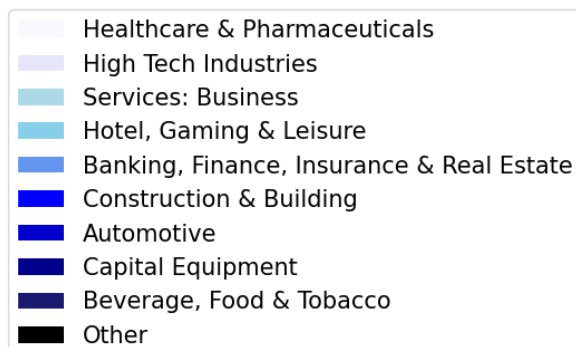 Healthcare & Pharmaceuticals
High Tech Industries
Services: Business
Hotel, Gaming & Leisure
Banking, Finance, Insurance & Real Estate
Construction & Building
Automotive
Capital Equipment
Beverage, Food & Tobacco
Other